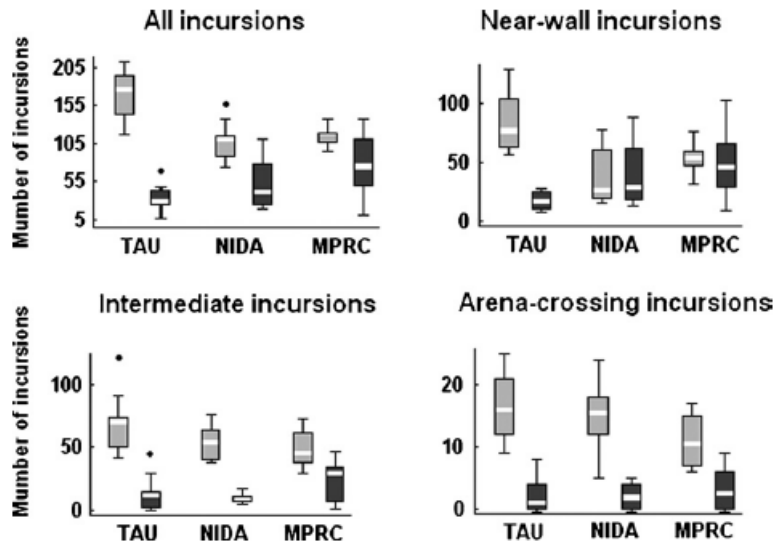 All incursions
Near-wall incursions
Mumber of incursions
205
155
105
55
5
TAU NIDA MPRC
100
50
0
TAU NIDA MPRC
Intermediate incursions
Arena-crossing incursions
Mumber of incursions
100
50
0
TAU NIDA MPRC
20
10
0
TAU NIDA MPRC